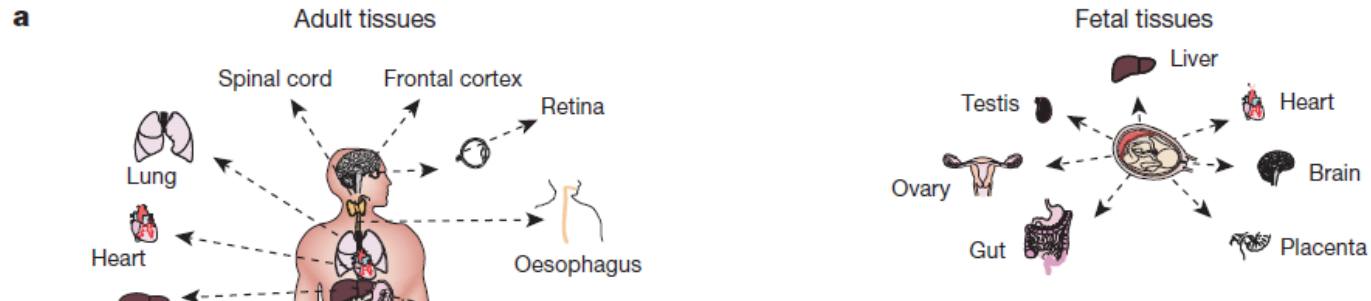 a
Adult tissues
Fetal tissues
Spinal cord
Frontal cortex
Retina
Lung
Heart
Oesophagus
Liver
Testis
Heart
Ovary
Brain
Gut
Placenta